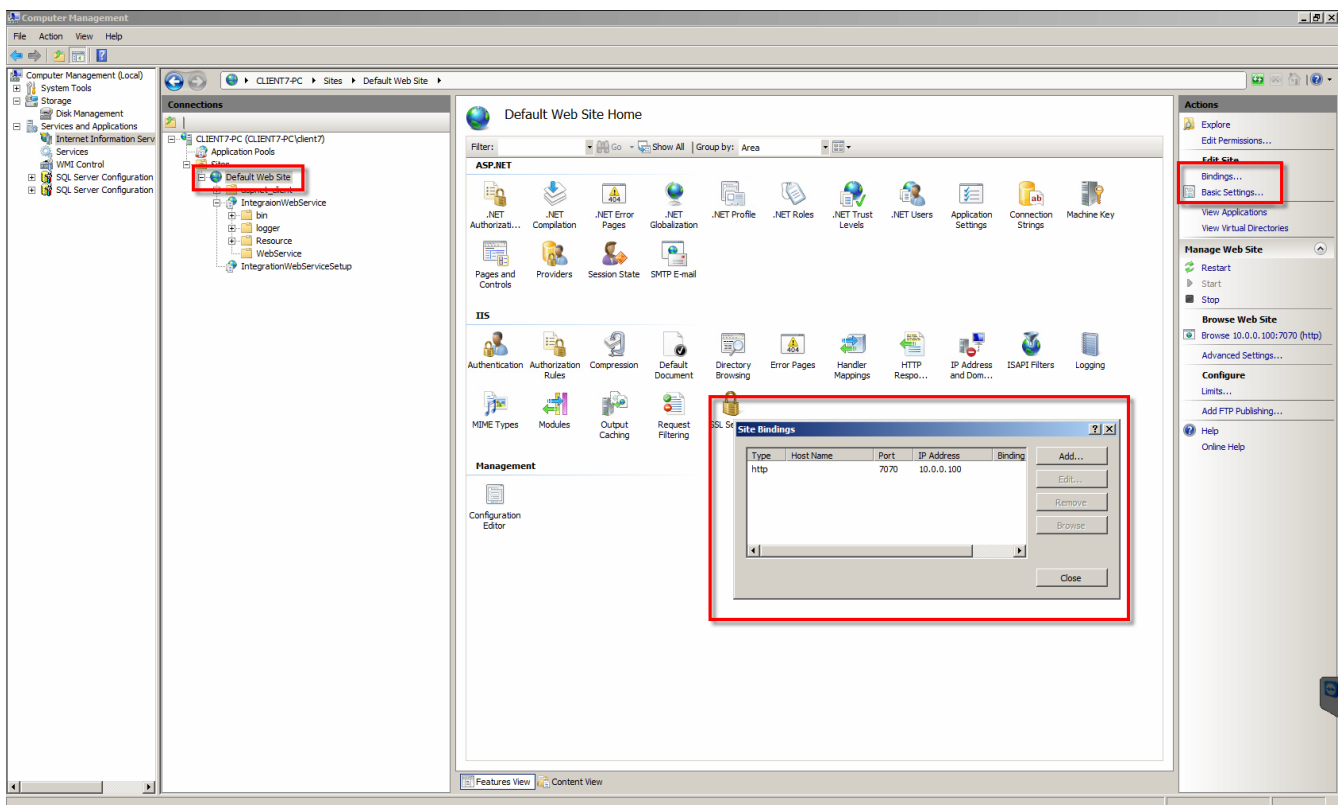 Computer Management
File Action View Help
Computer Management (Local)
System Tools
Storage
Disk Management
Services and Applications
Internet Information Serv
Services
WMI Control
SQL Server Configuration
SQL Server Configuration
CLIENT7-PC Sites Default Web Site
Connections
CLIENT7-PC (CLIENT7-PC\client7)
Application Pools
Sites
Default Web Site
aspnet_client
IntegraionWebService
bin
logger
Resource
WebService
IntegrationWebServiceSetup
Default Web Site Home
Filter: Go Show All Group by: Area
ASP.NET
.NET Authorizati...
.NET Compilation
.NET Error Pages
.NET Globalization
.NET Profile
.NET Roles
.NET Trust Levels
.NET Users
Application Settings
Connection Strings
Machine Key
Pages and Controls
Providers
Session State
SMTP E-mail
IIS
Authentication
Authorization Rules
Compression
Default Document
Directory Browsing
Error Pages
Handler Mappings
HTTP Respo...
IP Address and Dom...
ISAPI Filters
Logging
MIME Types
Modules
Output Caching
Request Filtering
SSL Se
Management
Configuration Editor
Site Bindings
Type Host Name Port IP Address Binding
http 7070 10.0.0.100
Add...
Edit...
Remove
Browse
Close
Features View Content View
Actions
Explore
Edit Permissions...
Edit Site
Bindings...
Basic Settings...
View Applications
View Virtual Directories
Manage Web Site
Restart
Start
Stop
Browse Web Site
Browse 10.0.0.100:7070 (http)
Advanced Settings...
Configure
Limits...
Add FTP Publishing...
Help
Online Help